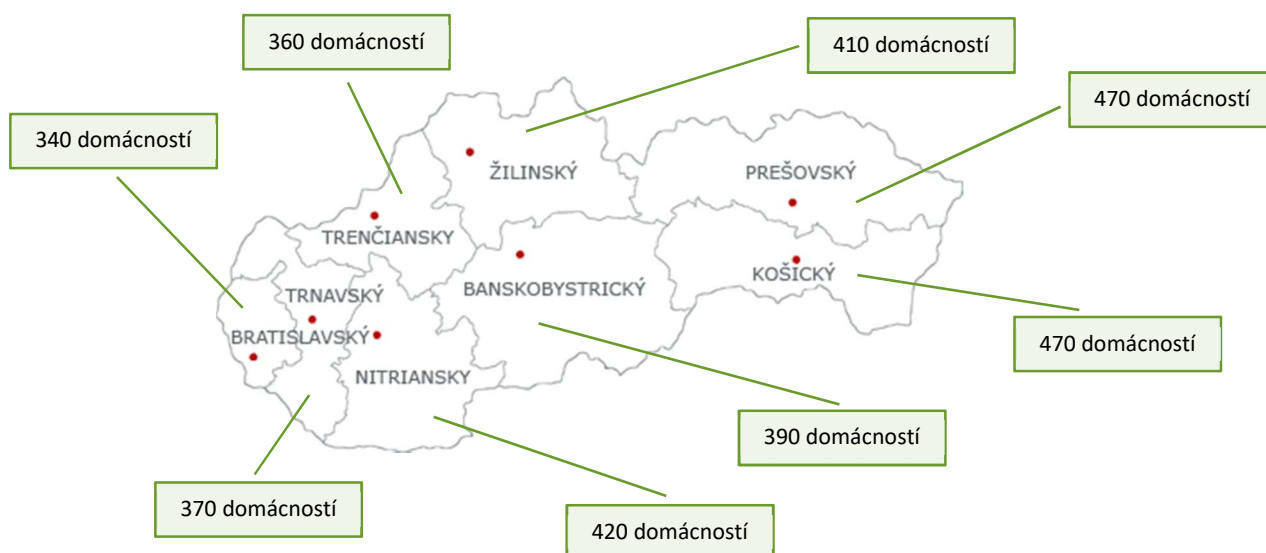 360 domácností
410 domácností
470 domácností
340 domácností
ŽILINSKÝ
PREŠOVSKÝ
TRENČIANSKY
KOŠICKÝ
TRNAVSKÝ
BANSKOBYSTRICKÝ
BRATISLAVSKÝ
470 domácností
NITRIANSKY
390 domácností
370 domácností
420 domácností